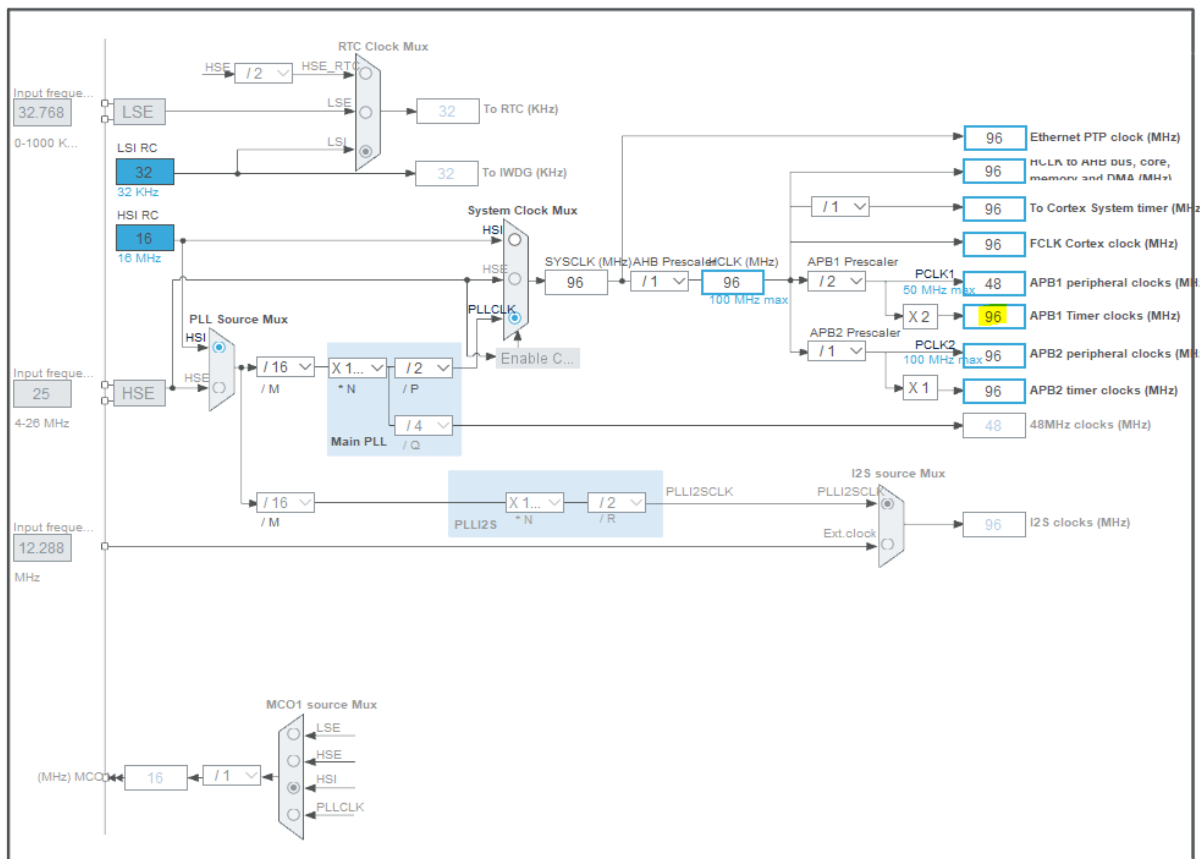 RTC Clock Mux
HSE
/ 2
HSE_RTC
Input freque...
32.768
0-1000 K...
LSE
LSE
32
To RTC (KHz)
LSI RC
32
32 KHz
LSI
32
To IWDG (KHz)
HSI RC
16
16 MHz
System Clock Mux
HSI
HSE
PLLCLK
Enable C...
SYSCLK (MHz)
96
AHB Prescaler
/ 1
HCLK (MHz)
96
100 MHz max
96
Ethernet PTP clock (MHz)
96
HCLK to AHB bus, core,
memory and DMA (MHz)
/ 1
96
To Cortex System timer (MHz
96
FCLK Cortex clock (MHz)
APB1 Prescaler
/ 2
PCLK1
50 MHz max
48
APB1 peripheral clocks (MH
X 2
96
APB1 Timer clocks (MHz)
APB2 Prescaler
/ 1
PCLK2
100 MHz max
96
APB2 peripheral clocks (MH
X 1
96
APB2 timer clocks (MHz)
48
48MHz clocks (MHz)
PLL Source Mux
HSI
HSE
Input freque...
25
4-26 MHz
HSE
/ 16
/ M
X 1...
* N
/ 2
/ P
/ 4
/ Q
Main PLL
/ 16
/ M
X 1...
* N
/ 2
/ R
PLLI2S
PLLI2SCLK
I2S source Mux
PLLI2SCLK
Ext.clock
96
I2S clocks (MHz)
Input freque...
12.288
MHz
MCO1 source Mux
LSE
HSE
HSI
PLLCLK
(MHz) MCO
16
/ 1